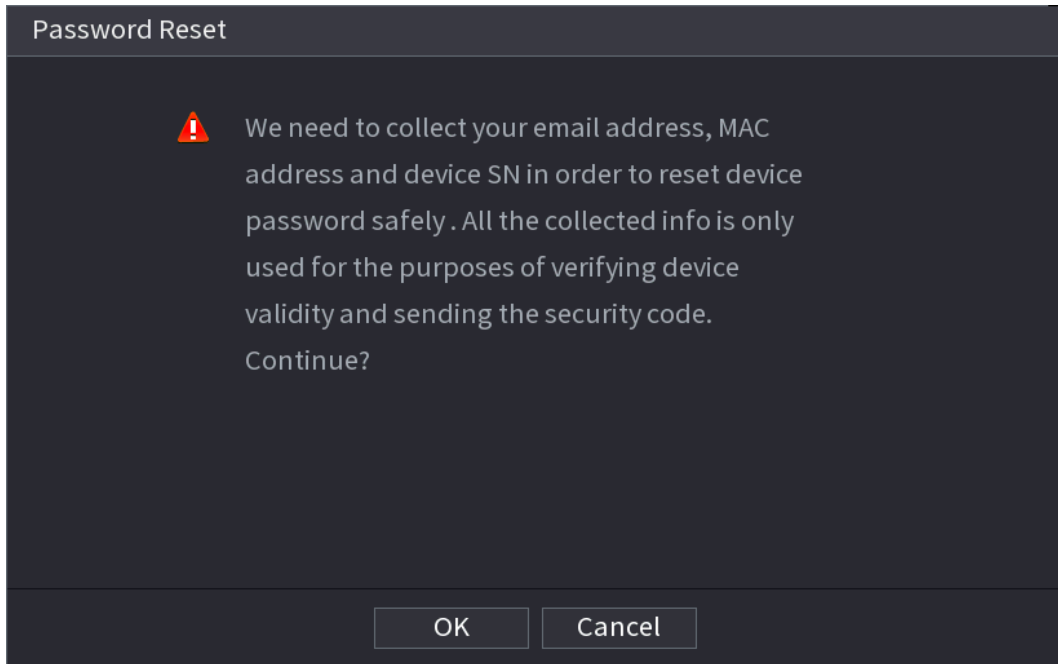 Password Reset
We need to collect your email address, MAC
address and device SN in order to reset device
password safely . All the collected info is only
used for the purposes of verifying device
validity and sending the security code.
Continue?
OK
Cancel